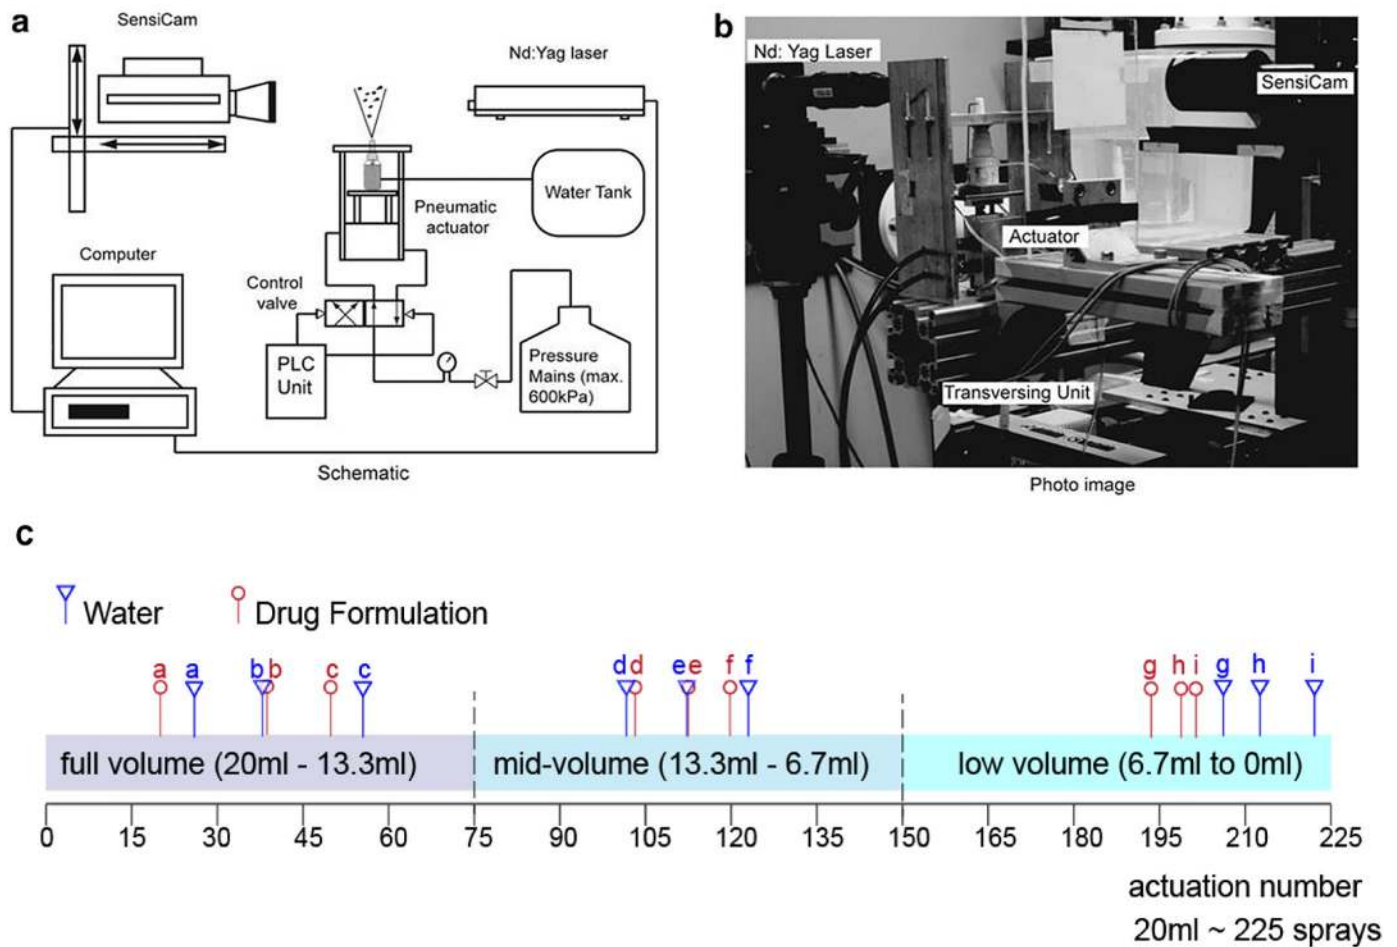 a
SensiCam
Nd:Yag laser
Water Tank
Pneumatic
actuator
Computer
Control
valve
PLC
Unit
Pressure
Mains (max.
600kPa)
Schematic
b
Nd: Yag Laser
SensiCam
Actuator
Transversing Unit
Photo image
c
Water
Drug Formulation
a a b b c c d d e e f f g h i g h i
full volume (20ml - 13.3ml)
mid-volume (13.3ml - 6.7ml)
low volume (6.7ml to 0ml)
0 15 30 45 60 75 90 105 120 135 150 165 180 195 210 225
actuation number
20ml ~ 225 sprays